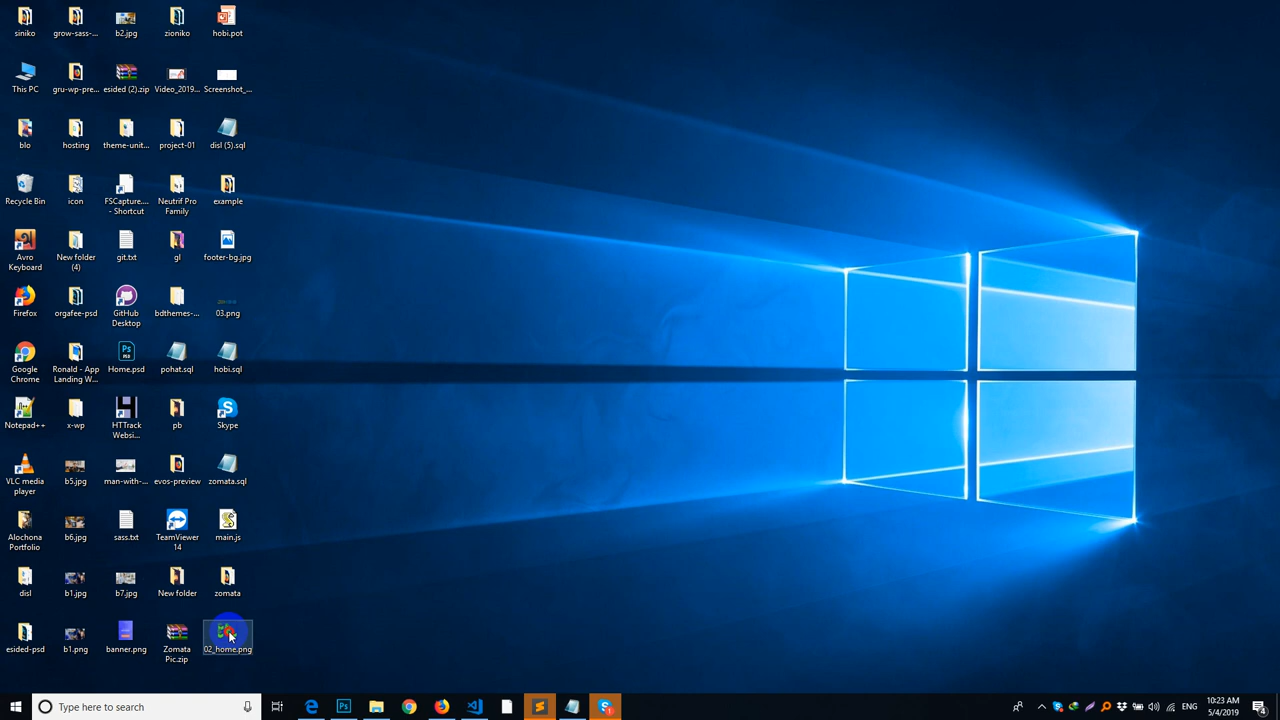 siniko
grow-sass-...
b2.jpg
zioniko
hobi.pot
This PC
gru-wp-pre...
esided (2).zip
Video_2019...
Screenshot_...
blo
hosting
theme-unit...
project-01
disl (5).sql
Recycle Bin
icon
FSCapture....
- Shortcut
Neutrif Pro
Family
example
Avro
Keyboard
New folder
(4)
git.txt
gl
footer-bg.jpg
Firefox
orgafee-psd
GitHub
Desktop
bdthemes-...
03.png
Google
Chrome
Ronald - App
Landing W...
Ps
PSD
Home.psd
pohat.sql
hobi.sql
Notepad++
x-wp
HTTrack
Websi...
pb
Skype
VLC media
player
b5.jpg
man-with-...
evos-preview
zomata.sql
Alochona
Portfolio
b6.jpg
sass.txt
TeamViewer
14
main.js
disl
b1.jpg
b7.jpg
New folder
zomata
esided-psd
b1.png
banner.png
Zomata
Pic.zip
02_home.png
Type here to search
Ps
ENG
10:23 AM
5/4/2019
4